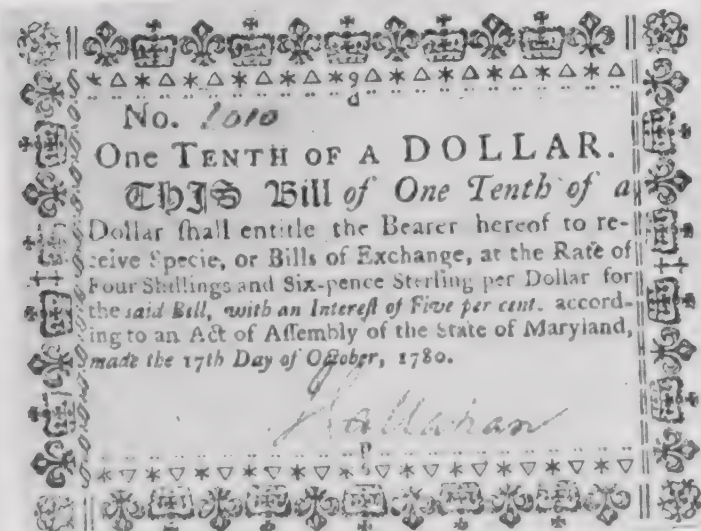 9
d
No. 1010
One TENTH OF A DOLLAR.
THIS Bill of One Tenth of a
Dollar ſhall entitle the Bearer hereof to re-
ceive Specie, or Bills of Exchange, at the Rate of
Four Shillings and Six-pence Sterling per Dollar for
the said Bill, with an Intereſt of Five per cent. accord-
ing to an Act of Aſſembly of the State of Maryland,
made the 17th Day of October, 1780.